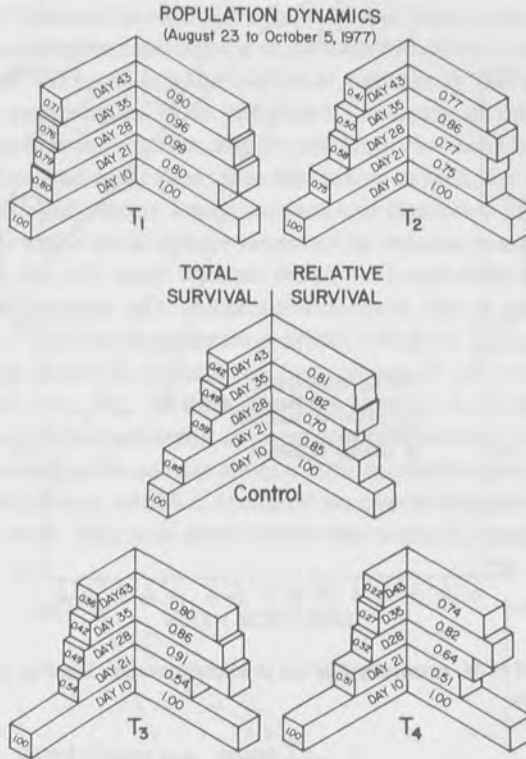 POPULATION DYNAMICS
(August 23 to October 5, 1977)
0.71 DAY 43 0.90
0.76 DAY 35 0.96
0.79 DAY 28 0.99
0.80 DAY 21 0.80
1.00 DAY 10 1.00
T1
0.41 DAY 43 0.77
0.50 DAY 35 0.86
0.58 DAY 28 0.77
0.75 DAY 21 0.75
1.00 DAY 10 1.00
T2
TOTAL SURVIVAL
RELATIVE SURVIVAL
0.42 DAY 43 0.81
0.49 DAY 35 0.82
0.59 DAY 28 0.70
0.85 DAY 21 0.85
1.00 DAY 10 1.00
Control
DAY43 0.80
0.42 DAY 35 0.86
0.49 DAY 28 0.91
0.54 DAY 21 0.54
1.00 DAY 10 1.00
T3
0.22 D43 0.74
0.27 D35 0.82
0.32 D28 0.64
0.51 DAY 21 0.51
1.00 DAY 10 1.00
T4